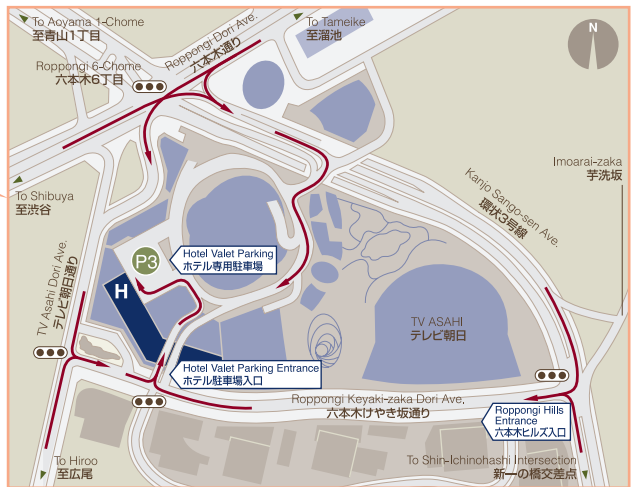 To Aoyama 1-Chome
至青山1丁目
To Tameike
至溜池
N
Roppongi Dori Ave.
六本木通り
Roppongi 6-Chome
六本木6丁目
Imoarai-zaka
芋洗坂
Kanjo Sango-sen Ave.
環状3号線
To Shibuya
至渋谷
TV Asahi Dori Ave.
テレビ朝日通り
P3
Hotel Valet Parking
ホテル専用駐車場
H
TV ASAHI
テレビ朝日
Hotel Valet Parking Entrance
ホテル駐車場入口
Roppongi Keyaki-zaka Dori Ave.
六本木けやき坂通り
Roppongi Hills
Entrance
六本木ヒルズ入口
To Hiroo
至広尾
To Shin-Ichinohashi Intersection
新一の橋交差点